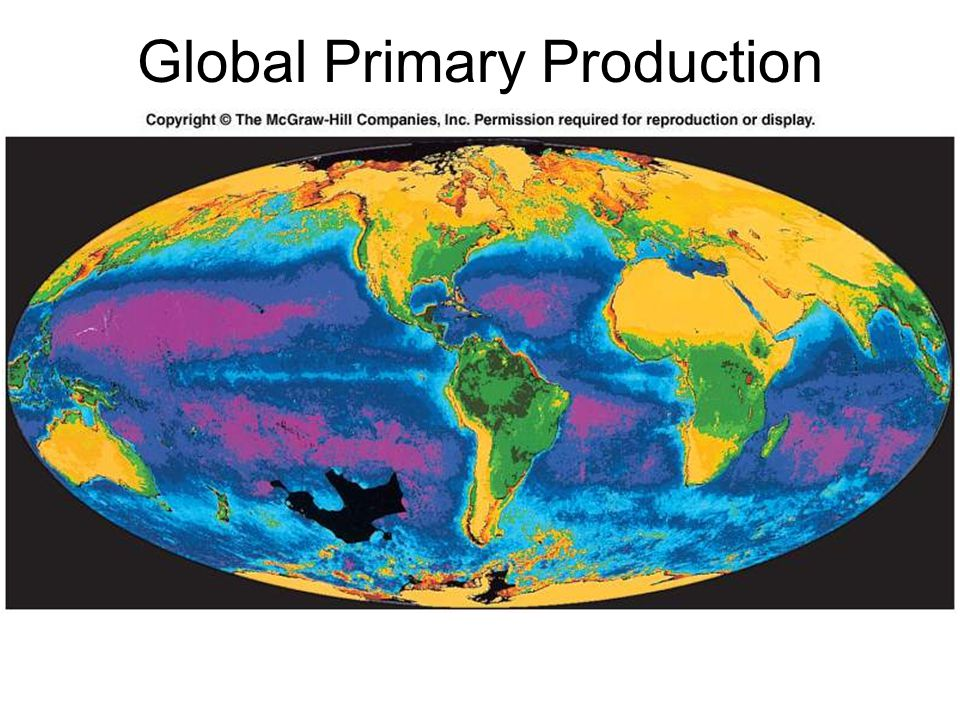 Global Primary Production
Copyright © The McGraw-Hill Companies, Inc. Permission required for reproduction or display.